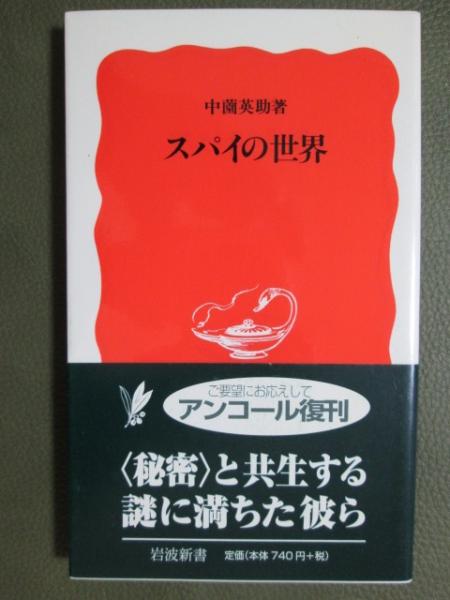 中薗英助著
スパイの世界
ご要望にお応えして
アンコール復刊
〈秘密〉と共生する
謎に満ちた彼ら
岩波新書 定価(本体740円+税)